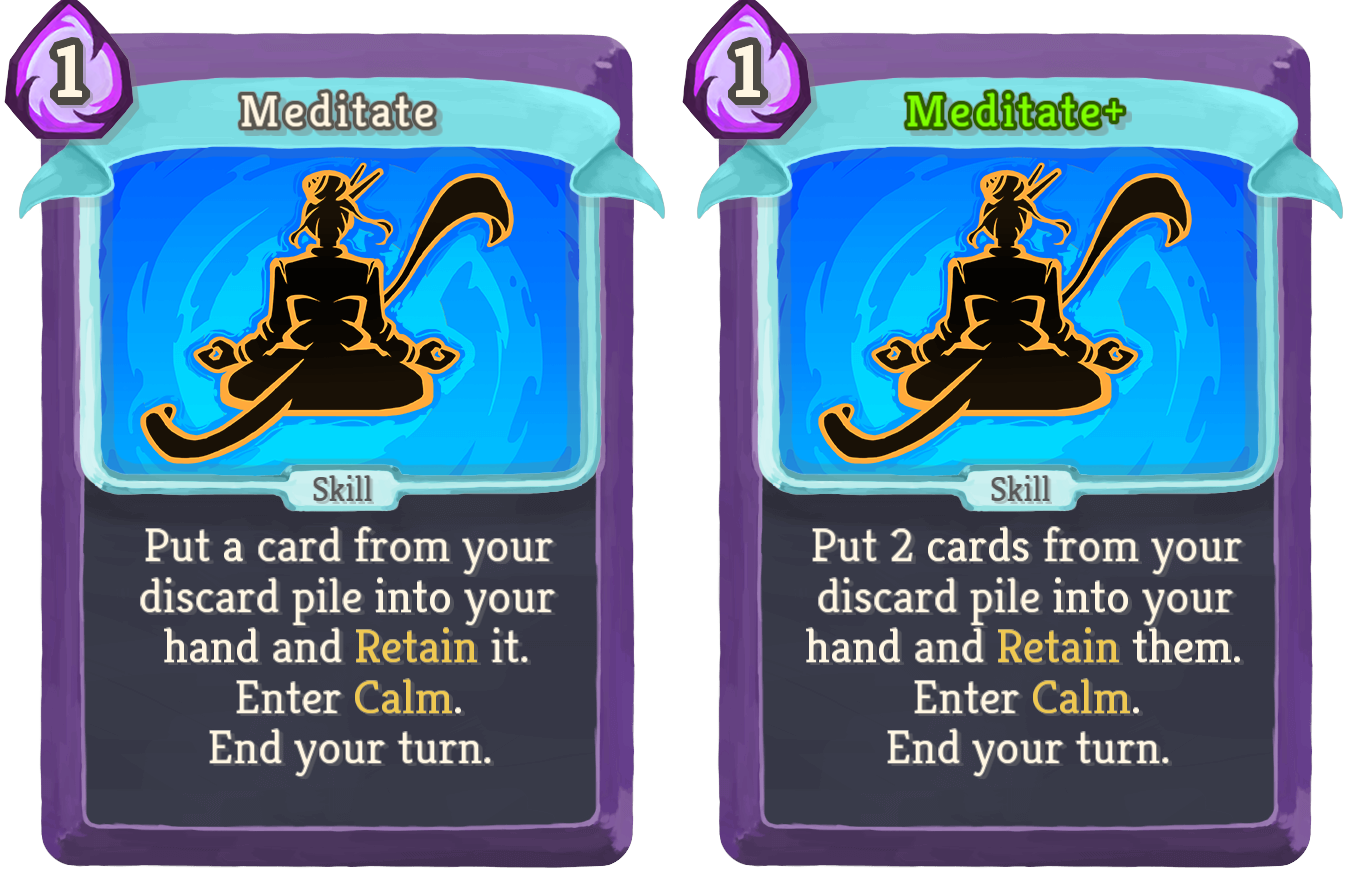 1
Meditate
Skill
Put a card from your
discard pile into your
hand and Retain it.
Enter Calm.
End your turn.
1
Meditate+
Skill
Put 2 cards from your
discard pile into your
hand and Retain them.
Enter Calm.
End your turn.